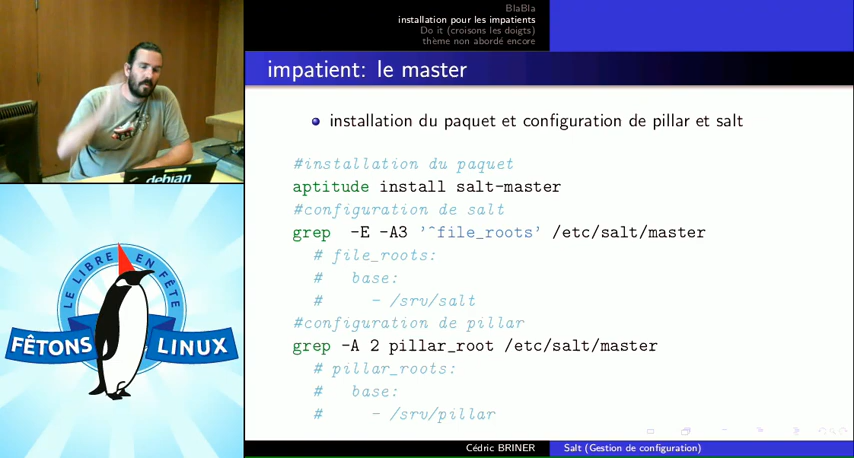 BlaBla
installation pour les impatients
Do it (croisons les doigts)
thème non abordé encore
impatient: le master
installation du paquet et configuration de pillar et salt
#installation du paquet
aptitude install salt-master
#configuration de salt
grep  -E -A3 '^file_roots' /etc/salt/master
# file_roots:
#   base:
#     - /srv/salt
#configuration de pillar
grep -A 2 pillar_root /etc/salt/master
# pillar_roots:
#   base:
#     - /srv/pillar
Cédric BRINER
Salt (Gestion de configuration)
debian
LE LIBRE EN FÊTE
FÊTONS LINUX